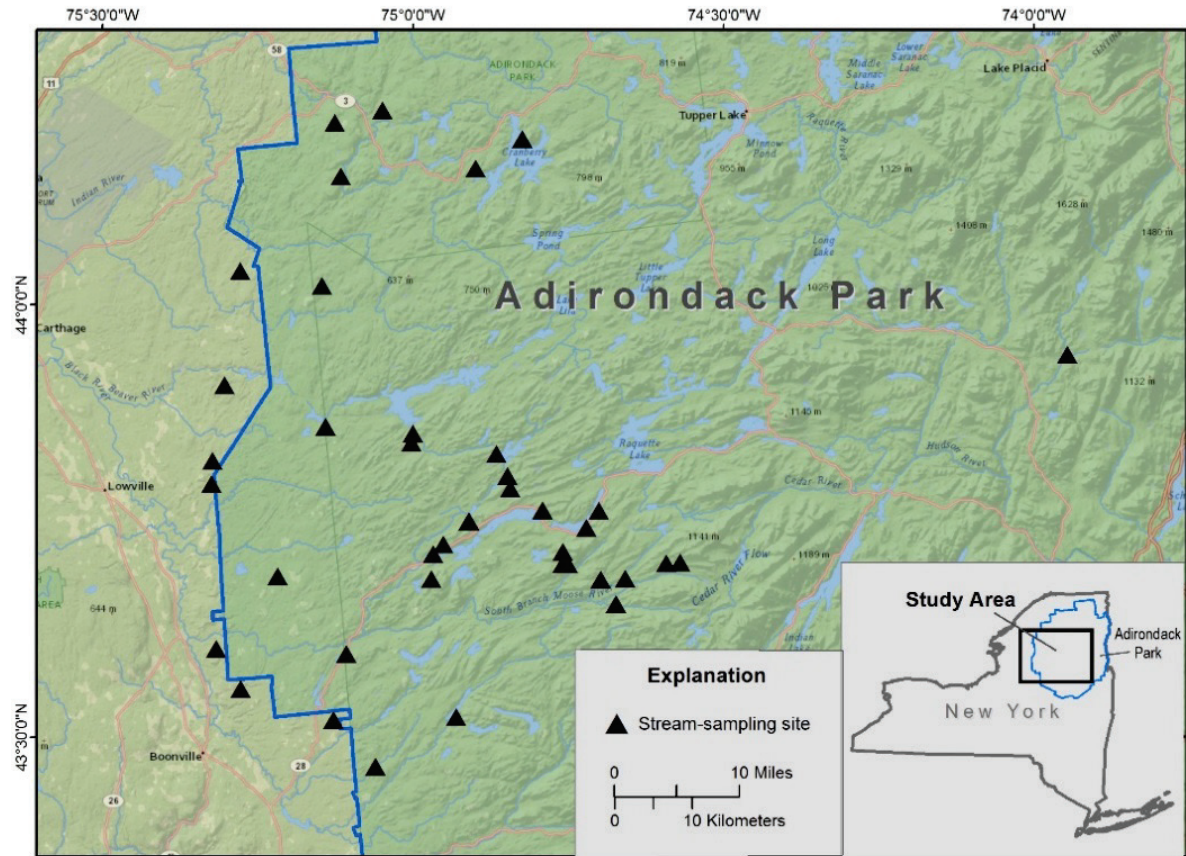 75°30'0"W 75°0'0"W 74°30'0"W 74°0'0"W
58
ADIRONDACK
PARK
819 m
Lower
Saranac
Lake
Middle
Saranac
Lake
Lake Placid
11
3
Tupper Lake
Raquette River
Cranberry
Lake
Minnow
Pond
798 m
955 m
1329 m
Indian River
1628 m
1408 m
1480 m
Spring
Pond
Long
Lake
Little
Tupper
Lake
637 m
750 m
1025 m
44°0'0"N
Adirondack Park
Carthage
Black River
Beaver River
1132 m
1140 m
Raquette
Lake
Hudson River
Lowville
Cedar River
1141 m
1189 m
Cedar River Flow
South Branch Moose River
AREA
644 m
Indian
Lake
43°30'0"N
Boonville
28
26
Explanation
Stream-sampling site
0 10 Miles
0 10 Kilometers
Study Area
Adirondack
Park
New York